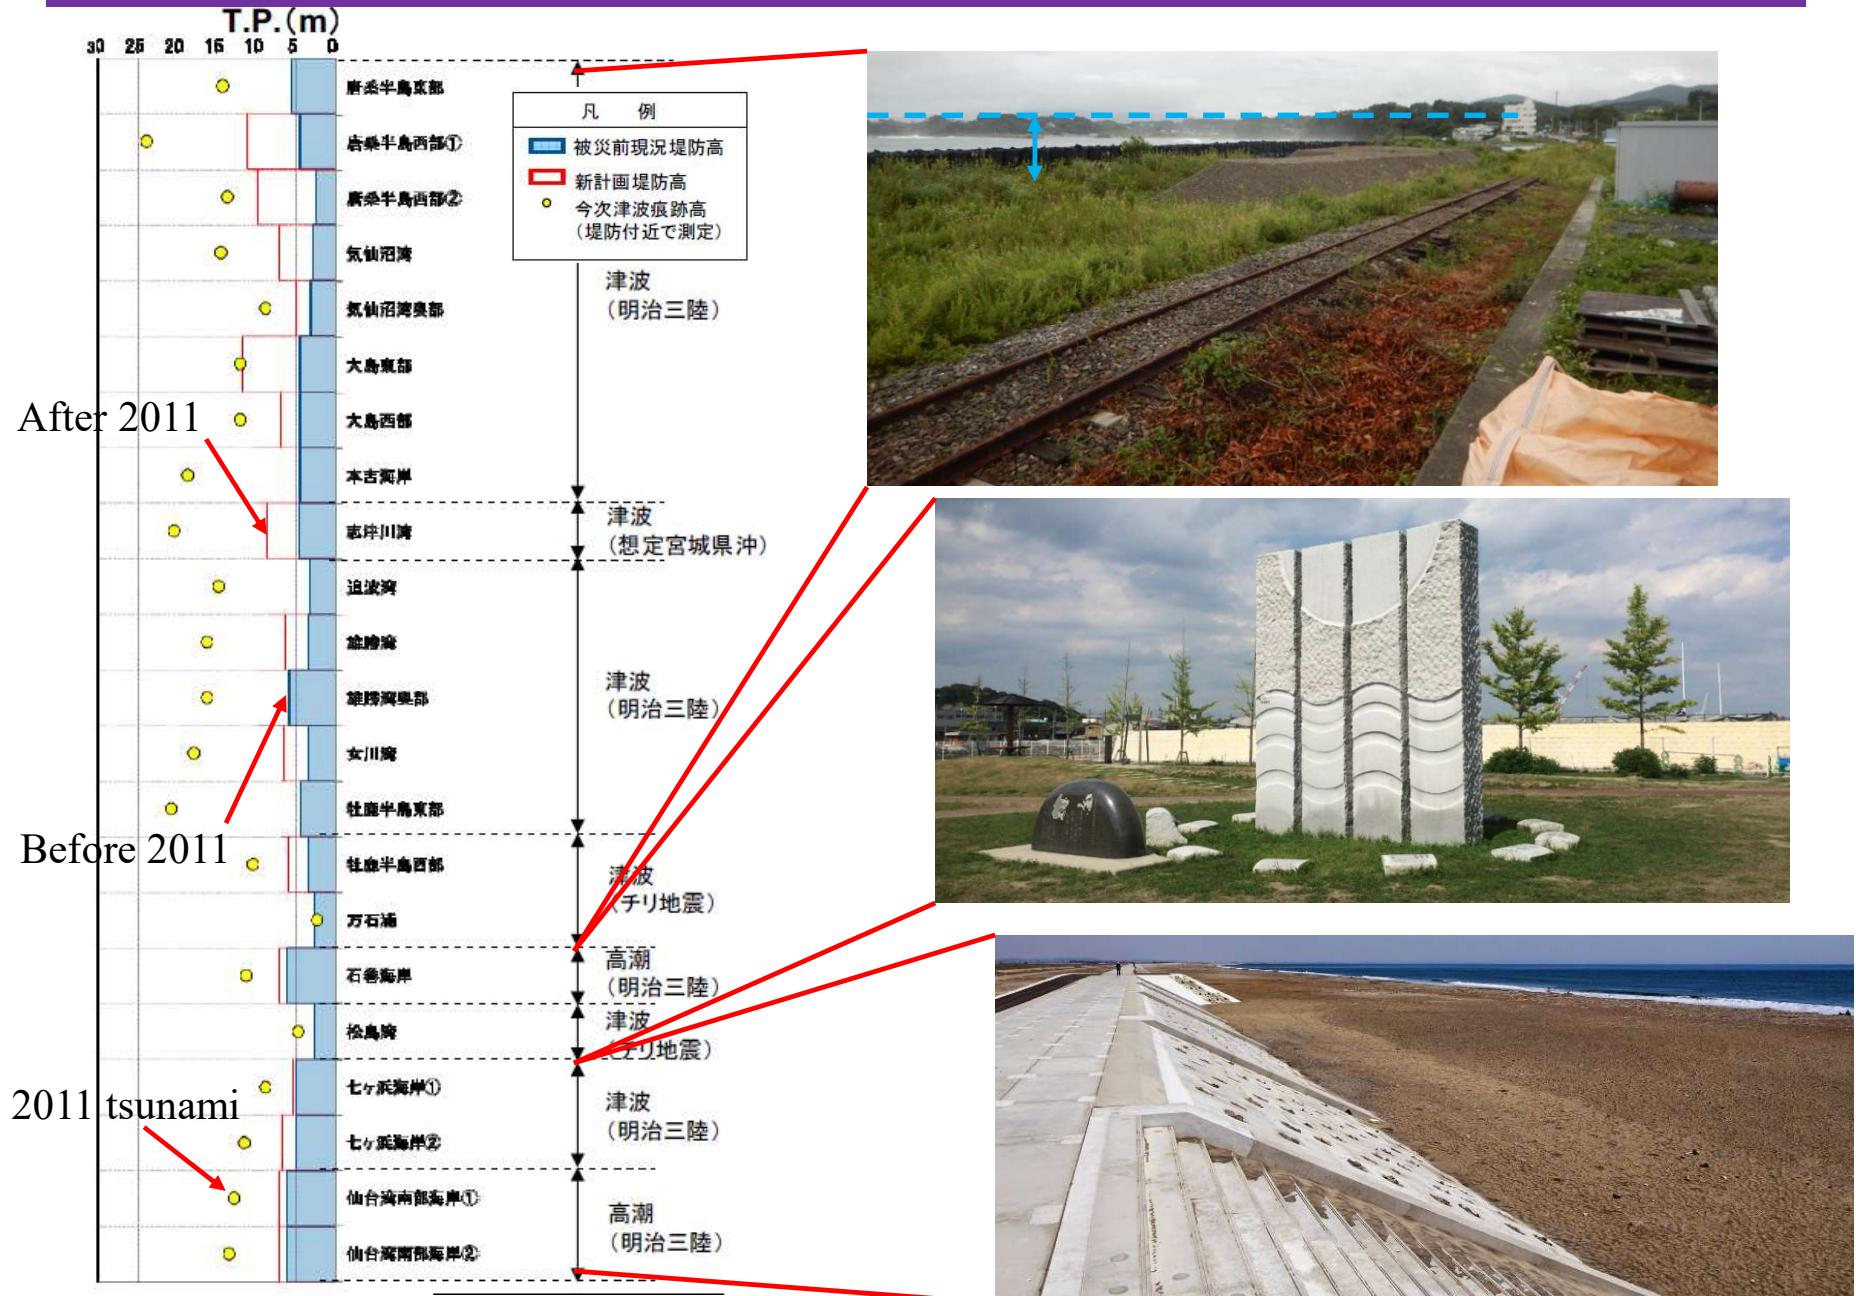 T.P.(m)
30 25 20 15 10 5 0
唐桑半島東部
唐桑半島西部①
唐桑半島西部②
気仙沼湾
気仙沼湾奥部
大島東部
大島西部
本吉海岸
志津川湾
追波湾
雄勝湾
雄勝湾奥部
女川湾
牡鹿半島東部
牡鹿半島西部
万石浦
石巻海岸
松島湾
七ヶ浜海岸①
七ヶ浜海岸②
仙台湾南部海岸①
仙台湾南部海岸②
凡 例
被災前現況堤防高
新計画堤防高
今次津波痕跡高
(堤防付近で測定)
津波
(明治三陸)
津波
(想定宮城県沖)
津波
(明治三陸)
津波
(チリ地震)
高潮
(明治三陸)
津波
(チリ地震)
津波
(明治三陸)
高潮
(明治三陸)
After 2011
Before 2011
2011 tsunami